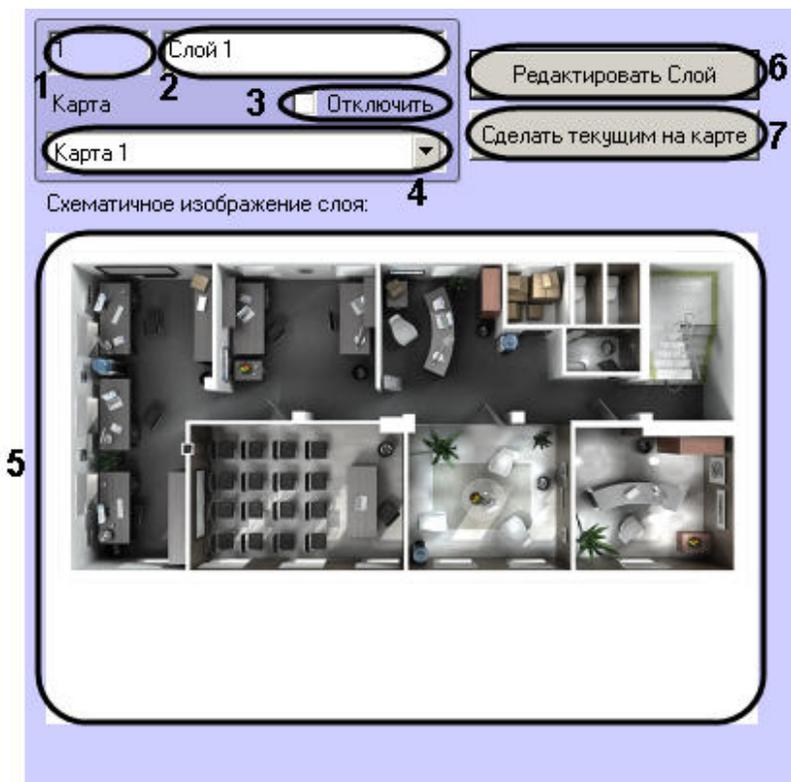 1 Слой 1
Редактировать Слой 6
1 2
Карта 3 Отключить
Сделать текущим на карте 7
Карта 1
4
Схематичное изображение слоя:
5